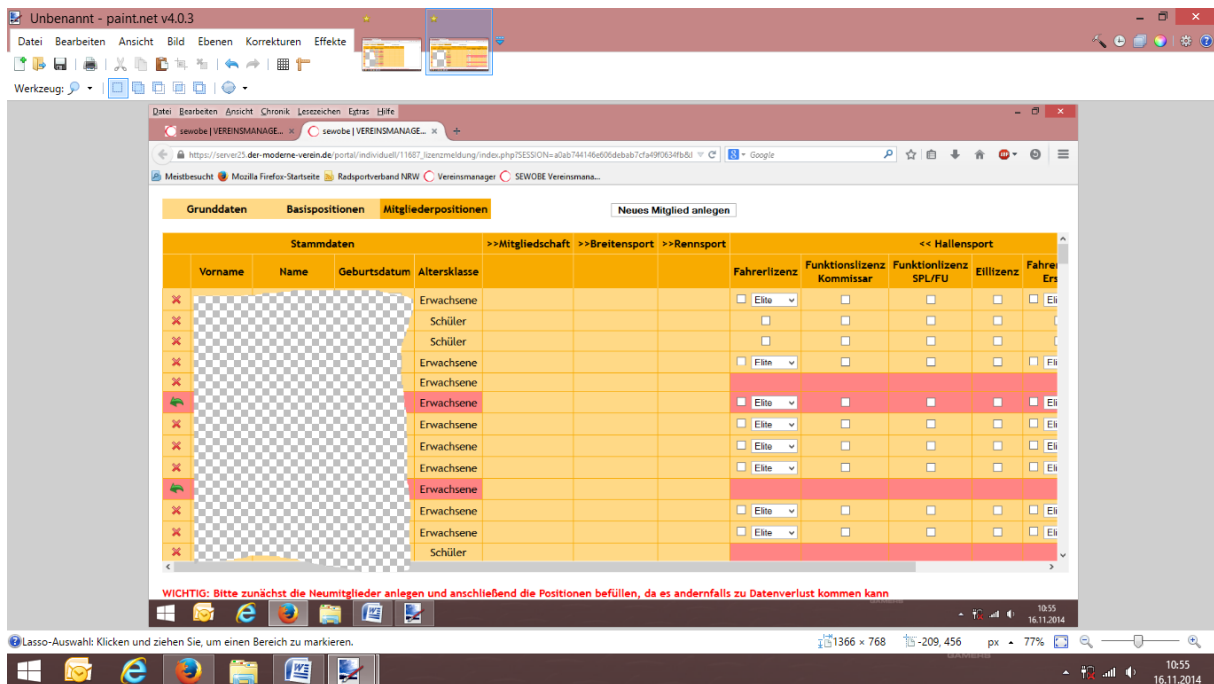 Unbenannt - paint.net v4.0.3
Datei Bearbeiten Ansicht Bild Ebenen Korrekturen Effekte
Werkzeug:
Datei Bearbeiten Ansicht Chronik Lesezeichen Extras Hilfe
sewobe | VEREINSMANAGE... × sewobe | VEREINSMANAGE... × +
https://server25.der-moderne-verein.de/portal/individuell/11687_lizenzmeldung/index.php?SESSION=a0ab744146e606debab7cfa49f0634fb&i Google
Meistbesucht Mozilla Firefox-Startseite Radsportverband NRW Vereinsmanager SEWOBE Vereinsmana...
Grunddaten Basispositionen Mitgliederpositionen Neues Mitglied anlegen
Stammdaten >>Mitgliedschaft >>Breitensport >>Rennsport << Hallensport
Vorname Name Geburtsdatum Altersklasse Fahrerlizenz Funktionslizenz Kommissar Funktionlizenz SPL/FU Eillizenz
Erwachsene Elite
Schüler
Schüler
Erwachsene Elite
Erwachsene
Erwachsene Elite
Erwachsene Elite
Erwachsene Elite
Erwachsene Elite
Erwachsene
Erwachsene Elite
Erwachsene Elite
Schüler
WICHTIG: Bitte zunächst die Neumitglieder anlegen und anschließend die Positionen befüllen, da es andernfalls zu Datenverlust kommen kann
10:55
16.11.2014
Lasso-Auswahl: Klicken und ziehen Sie, um einen Bereich zu markieren. 1366 × 768 -209, 456 px 77%
10:55
16.11.2014